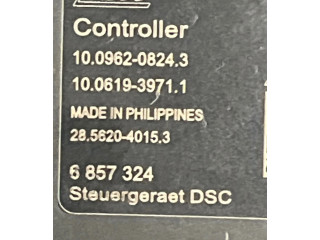 Controller
10.0962-0824.3
10.0619-3971.1
MADE IN PHILIPPINES
28.5620-4015.3
6 857 324
Steuergeraet DSC